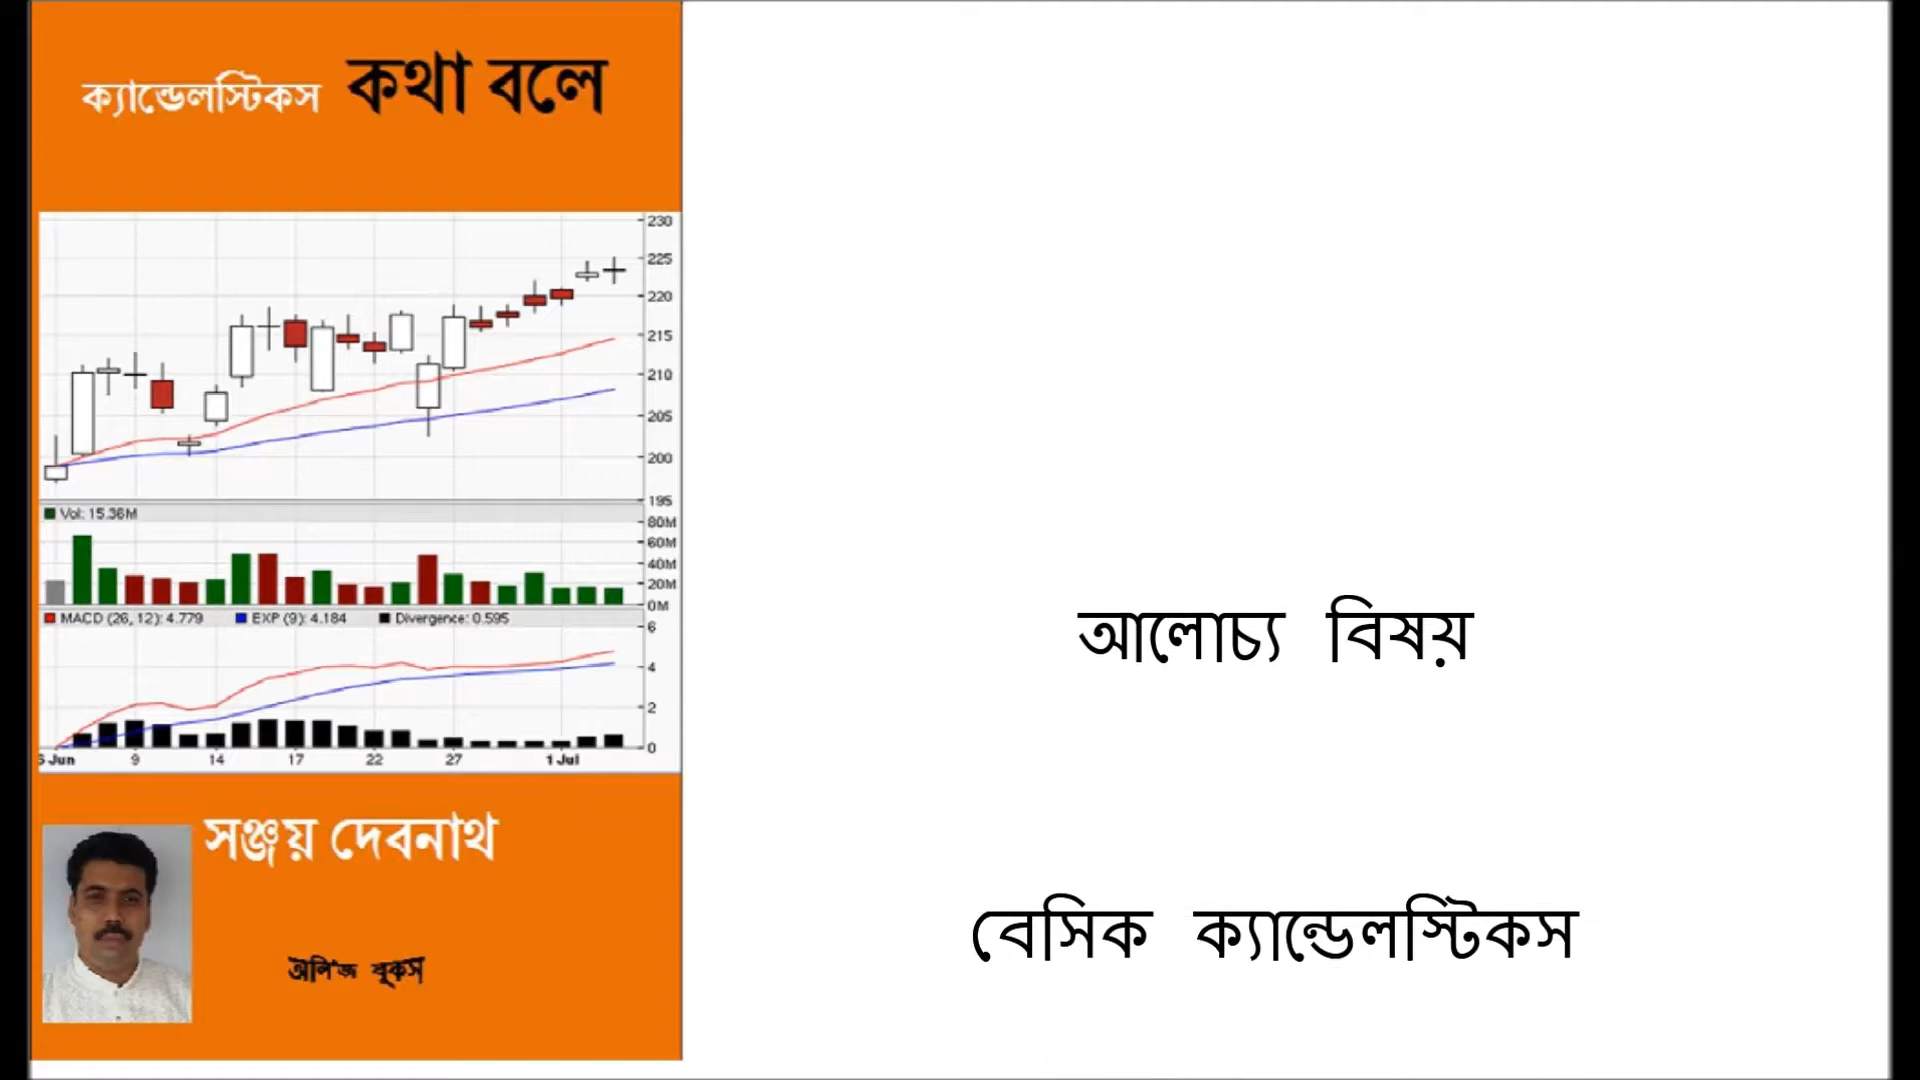 ক্যান্ডেলস্টিকস কথা বলে
230
225
220
215
210
205
200
195
Vol: 15.36M
80M
60M
40M
20M
0M
MACD (26, 12): 4.779 EXP (9): 4.184 Divergence: 0.595
6
4
2
0
5 Jun 9 14 17 22 27 1 Jul
সঞ্জয় দেবনাথ
অলি'জ বুকস
আলোচ্য বিষয়
বেসিক ক্যান্ডেলস্টিকস